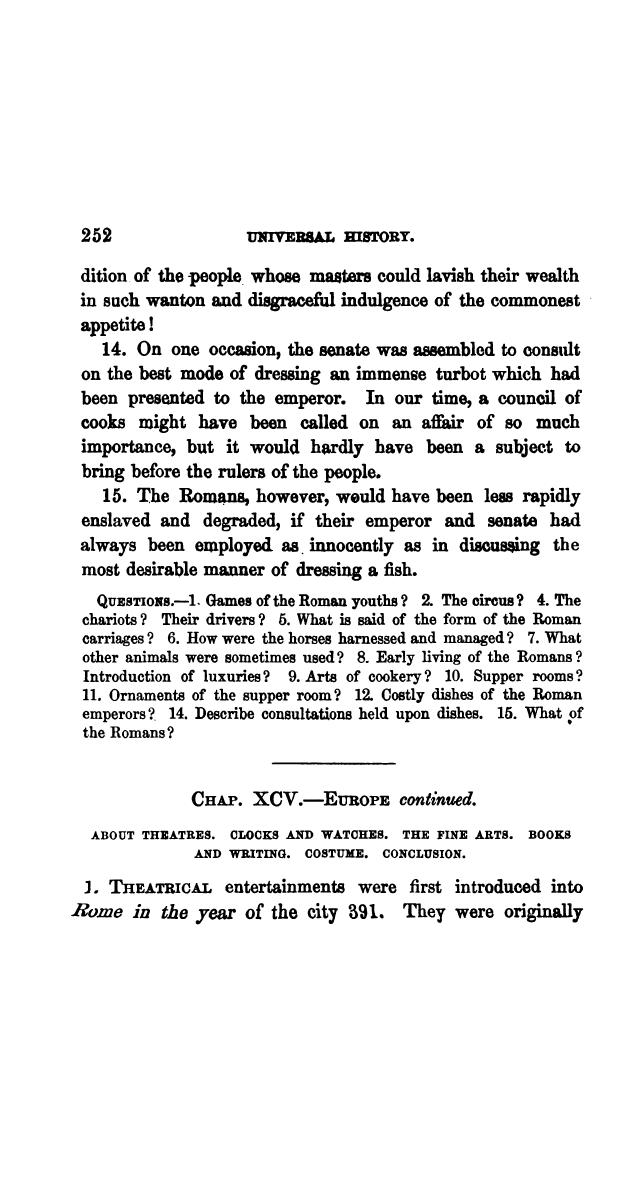 252 UNIVERSAL HISTORY.
dition of the people whose masters could lavish their wealth
in such wanton and disgraceful indulgence of the commonest
appetite!
14. On one occasion, the senate was assembled to consult
on the best mode of dressing an immense turbot which had
been presented to the emperor. In our time, a council of
cooks might have been called on an affair of so much
importance, but it would hardly have been a subject to
bring before the rulers of the people.
15. The Romans, however, would have been less rapidly
enslaved and degraded, if their emperor and senate had
always been employed as innocently as in discussing the
most desirable manner of dressing a fish.
QUESTIONS.—1. Games of the Roman youths? 2. The circus? 4. The
chariots? Their drivers? 5. What is said of the form of the Roman
carriages? 6. How were the horses harnessed and managed? 7. What
other animals were sometimes used? 8. Early living of the Romans?
Introduction of luxuries? 9. Arts of cookery? 10. Supper rooms?
11. Ornaments of the supper room? 12. Costly dishes of the Roman
emperors? 14. Describe consultations held upon dishes. 15. What of
the Romans?
CHAP. XCV.—EUROPE continued.
ABOUT THEATRES. CLOCKS AND WATCHES. THE FINE ARTS. BOOKS
AND WRITING. COSTUME. CONCLUSION.
1. THEATRICAL entertainments were first introduced into
Rome in the year of the city 391. They were originally